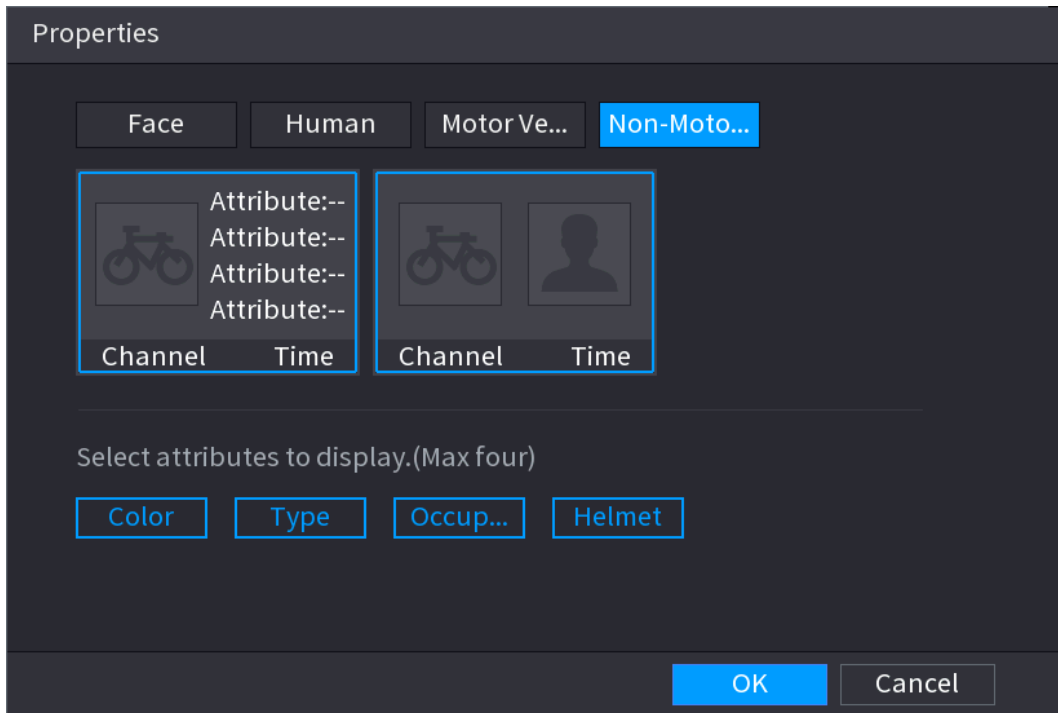 Properties
Face Human Motor Ve... Non-Moto...
Attribute:--
Attribute:--
Attribute:--
Attribute:--
Channel Time Channel Time
Select attributes to display.(Max four)
Color Type Occup... Helmet
OK Cancel